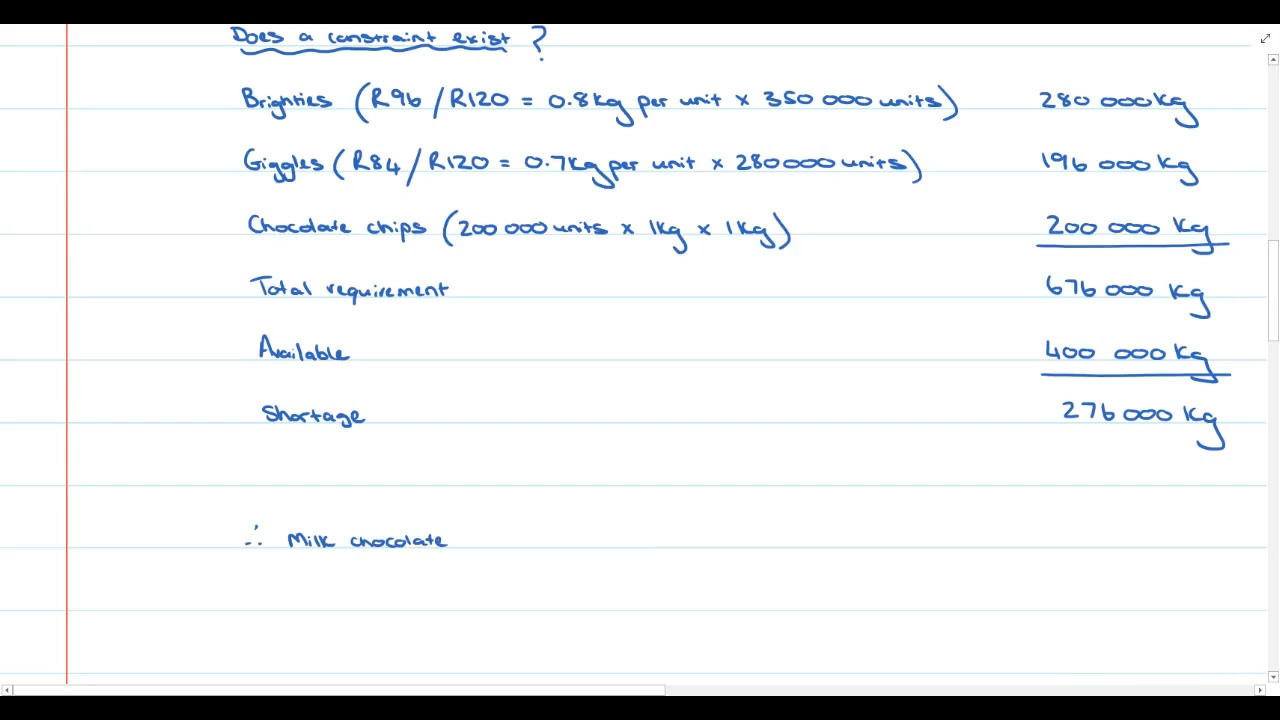 Does a constraint exist ?
Brighties (R96 / R120 = 0.8kg per unit × 350 000 units) 280 000kg
Giggles (R84 / R120 = 0.7kg per unit × 280000 units) 196 000 kg
Chocolate chips (200 000 units × 1kg × 1kg) 200 000 kg
Total requirement 676 000 kg
Available 400 000 kg
Shortage 276 000 kg
∴ Milk chocolate